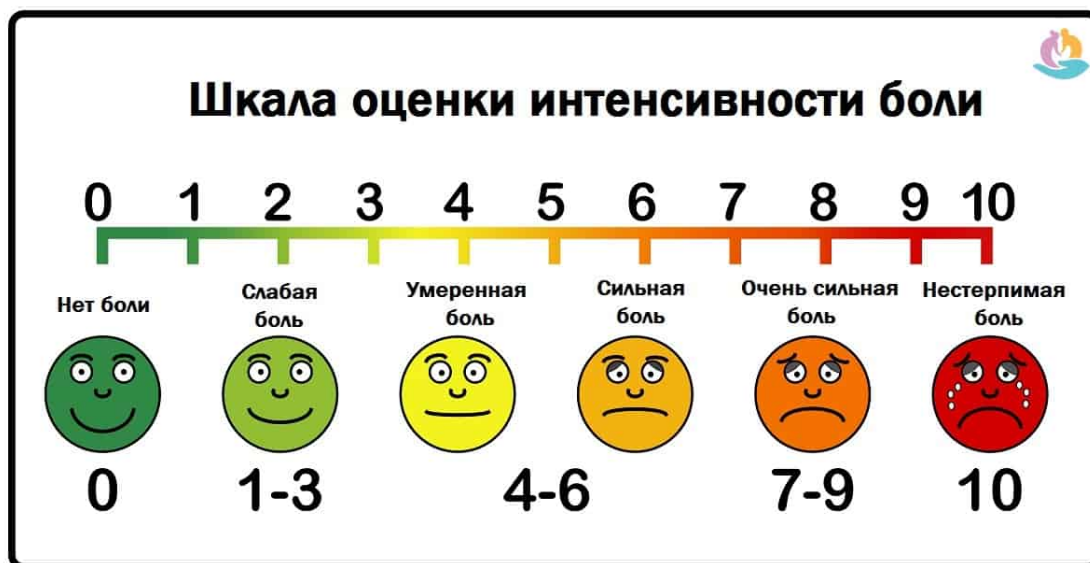 Шкала оценки интенсивности боли
0 1 2 3 4 5 6 7 8 9 10
Нет боли
Слабая
боль
Умеренная
боль
Сильная
боль
Очень сильная
боль
Нестерпимая
боль
0 1-3 4-6 7-9 10